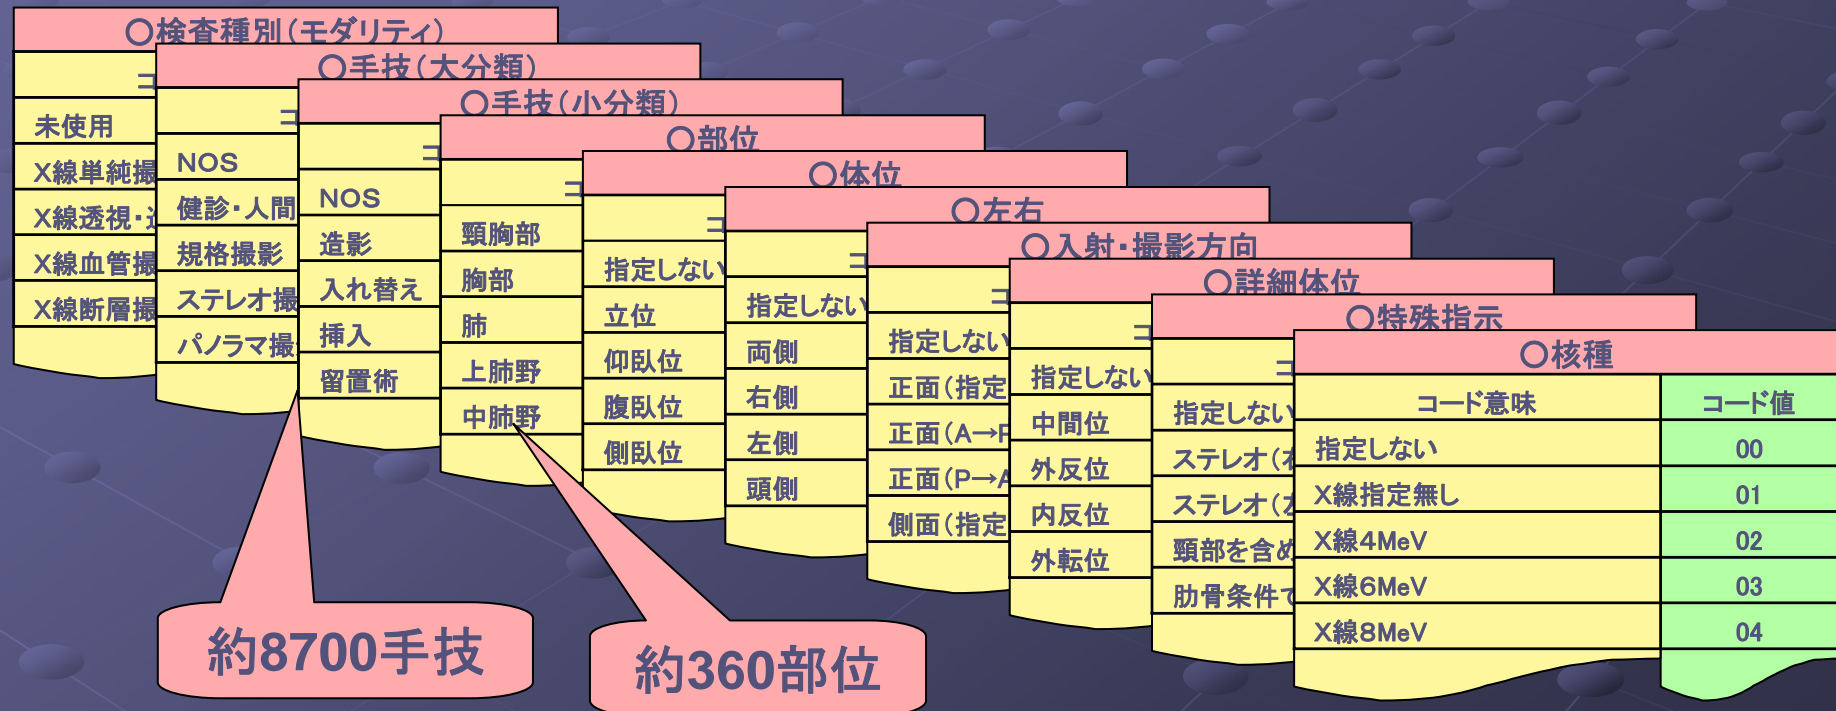 ○検査種別（モダリティ）
コ
未使用
X線単純撮
X線透視・
X線血管撮
X線断層撮
○手技（大分類）
コ
NOS
健診・人間
規格撮影
ステレオ撮
パノラマ撮
○手技（小分類）
コ
NOS
造影
入れ替え
挿入
留置術
○部位
コ
頸胸部
胸部
肺
上肺野
中肺野
○体位
コ
指定しない
立位
仰臥位
腹臥位
側臥位
○左右
コ
指定しない
両側
右側
左側
頭側
○入射・撮影方向
コ
指定しない
正面（指定
正面（A→P
正面（P→A
側面（指定
○詳細体位
コ
指定しない
中間位
外反位
内反位
外転位
○特殊指示
コ
指定しない
ステレオ（右
ステレオ（左
頸部を含め
肋骨条件で
○核種
コード意味 コード値
指定しない 00
X線指定無し 01
X線4MeV 02
X線6MeV 03
X線8MeV 04
約8700手技
約360部位